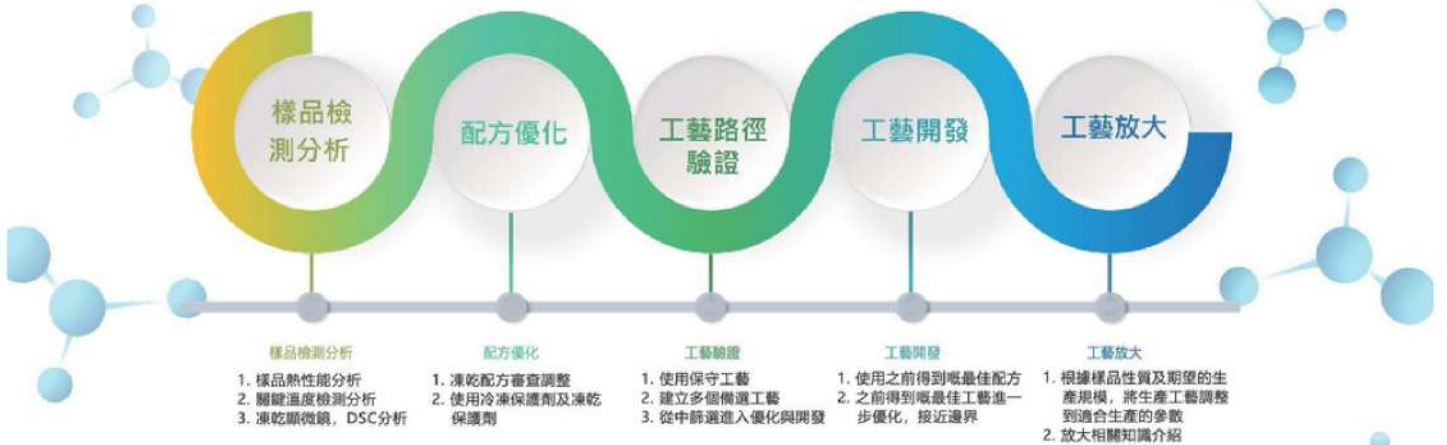 樣品檢
測分析
配方優化
工藝路徑
驗證
工藝開發
工藝放大
樣品檢測分析
1. 樣品熱性能分析
2. 關鍵溫度檢測分析
3. 凍乾顯微鏡，DSC分析
配方優化
1. 凍乾配方審查調整
2. 使用冷凍保護劑及凍乾
保護劑
工藝驗證
1. 使用保守工藝
2. 建立多個備選工藝
3. 從中篩選進入優化與開發
工藝開發
1. 使用之前得到嘅最佳配方
2. 之前得到嘅最佳工藝進一
步優化，接近邊界
工藝放大
1. 根據樣品性質及期望的生
產規模，將生產工藝調整
到適合生產的參數
2. 放大相關知識介紹